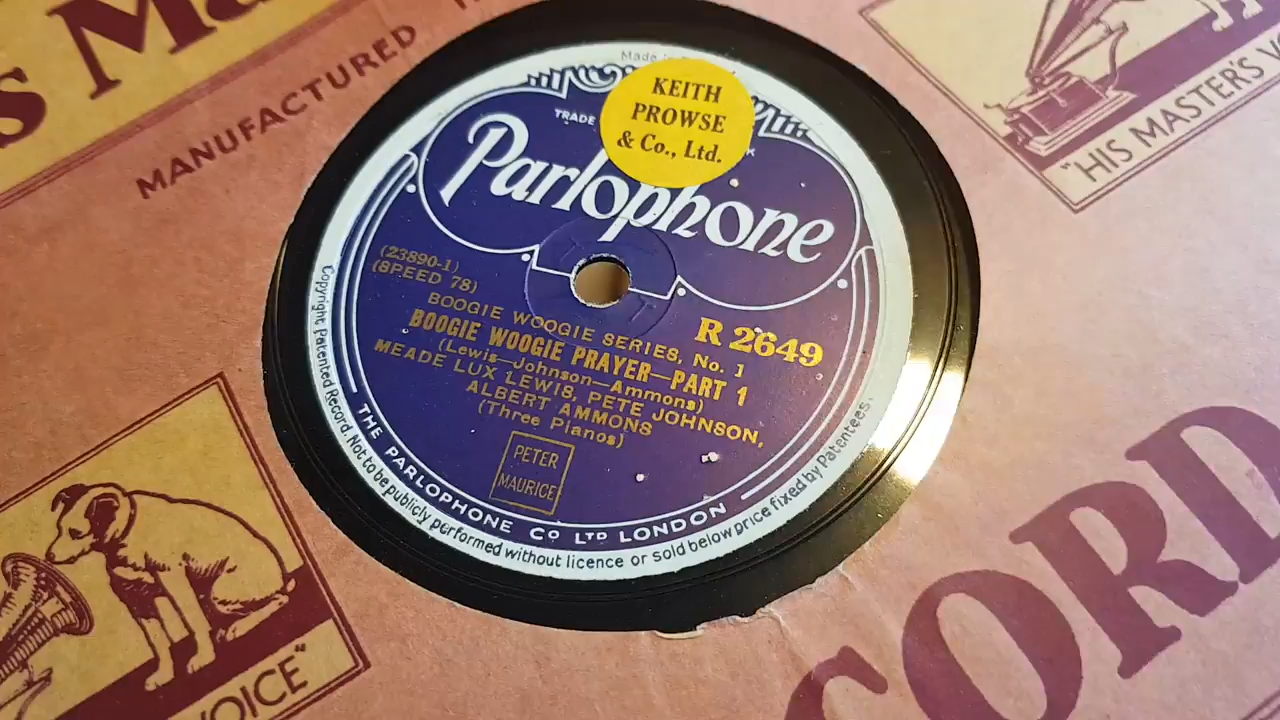 s Ma
MANUFACTURED
"HIS MASTER'S V
Made in
KEITH
PROWSE
& Co., Ltd.
TRADE
Parlophone
(23890-1)
(SPEED 78)
R 2649
BOOGIE WOOGIE SERIES, No. 1
BOOGIE WOOGIE PRAYER—PART 1
(Lewis—Johnson—Ammons)
MEADE LUX LEWIS, PETE JOHNSON,
ALBERT AMMONS
(Three Pianos)
PETER
MAURICE
THE PARLOPHONE CO LTD LONDON
Copyright Patented Record. Not to be publicly performed without licence or sold below price fixed by Patentees.
VOICE"
CORD